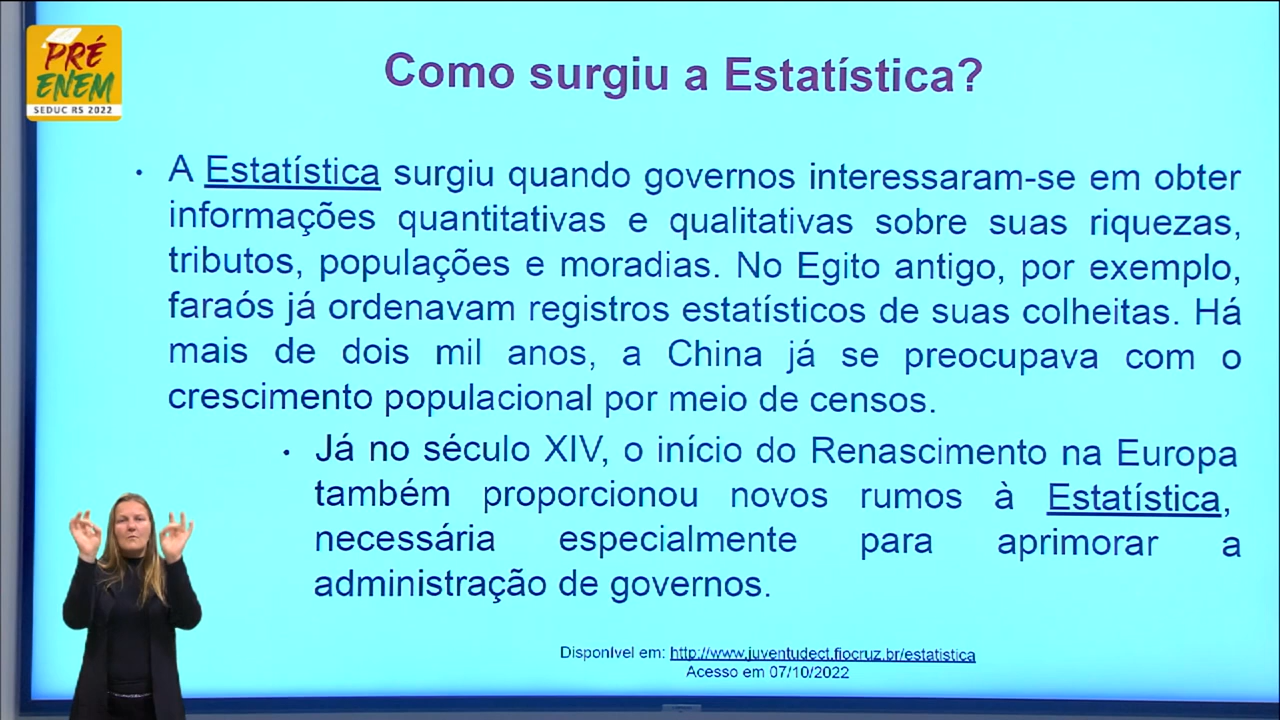 PRÉ
ENEM
SEDUC RS 2022
Como surgiu a Estatística?
• A Estatística surgiu quando governos interessaram-se em obter
informações quantitativas e qualitativas sobre suas riquezas,
tributos, populações e moradias. No Egito antigo, por exemplo,
faraós já ordenavam registros estatísticos de suas colheitas. Há
mais de dois mil anos, a China já se preocupava com o
crescimento populacional por meio de censos.
• Já no século XIV, o início do Renascimento na Europa
também proporcionou novos rumos à Estatística,
necessária especialmente para aprimorar a
administração de governos.
Disponível em: http://www.juventudect.fiocruz.br/estatistica
Acesso em 07/10/2022